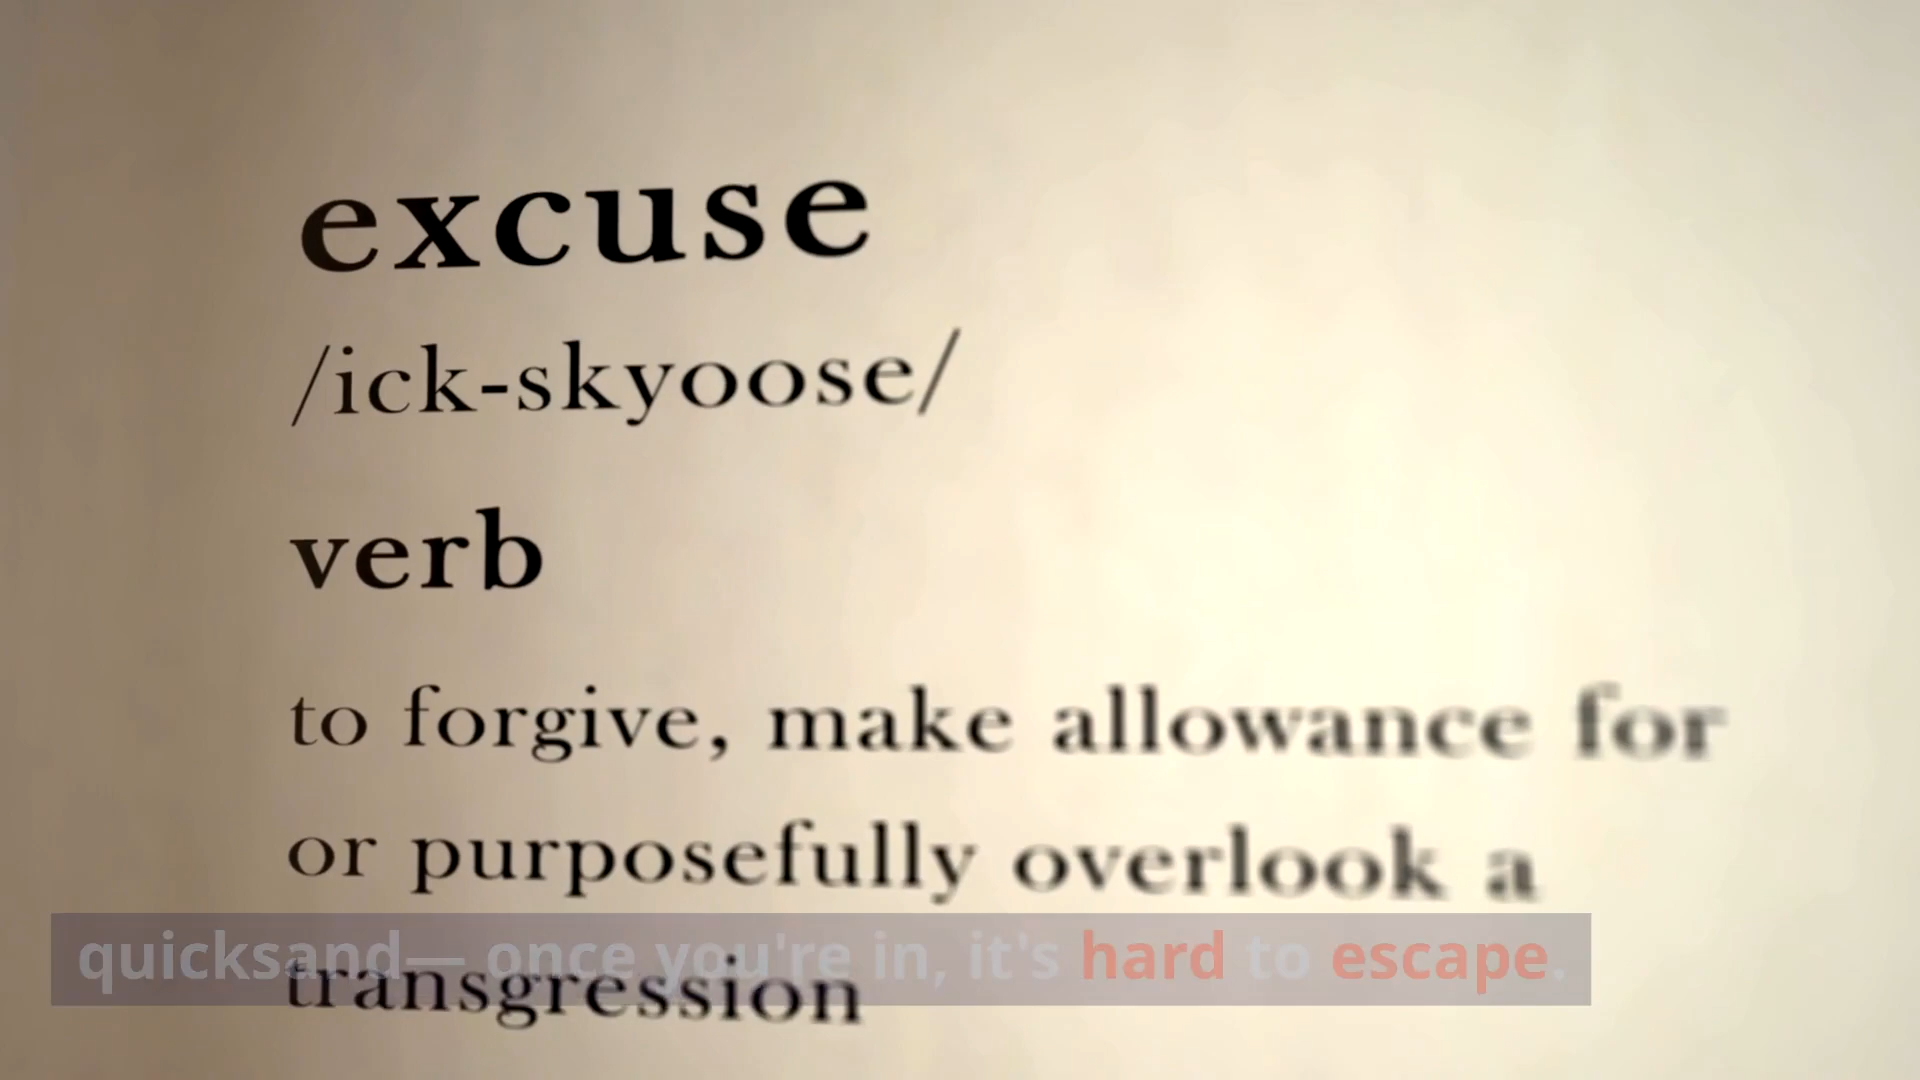 excuse
/ick-skyoose/
verb
to forgive, make allowance for
or purposefully overlook a
transgression
quicksand— once you're in, it's hard to escape.